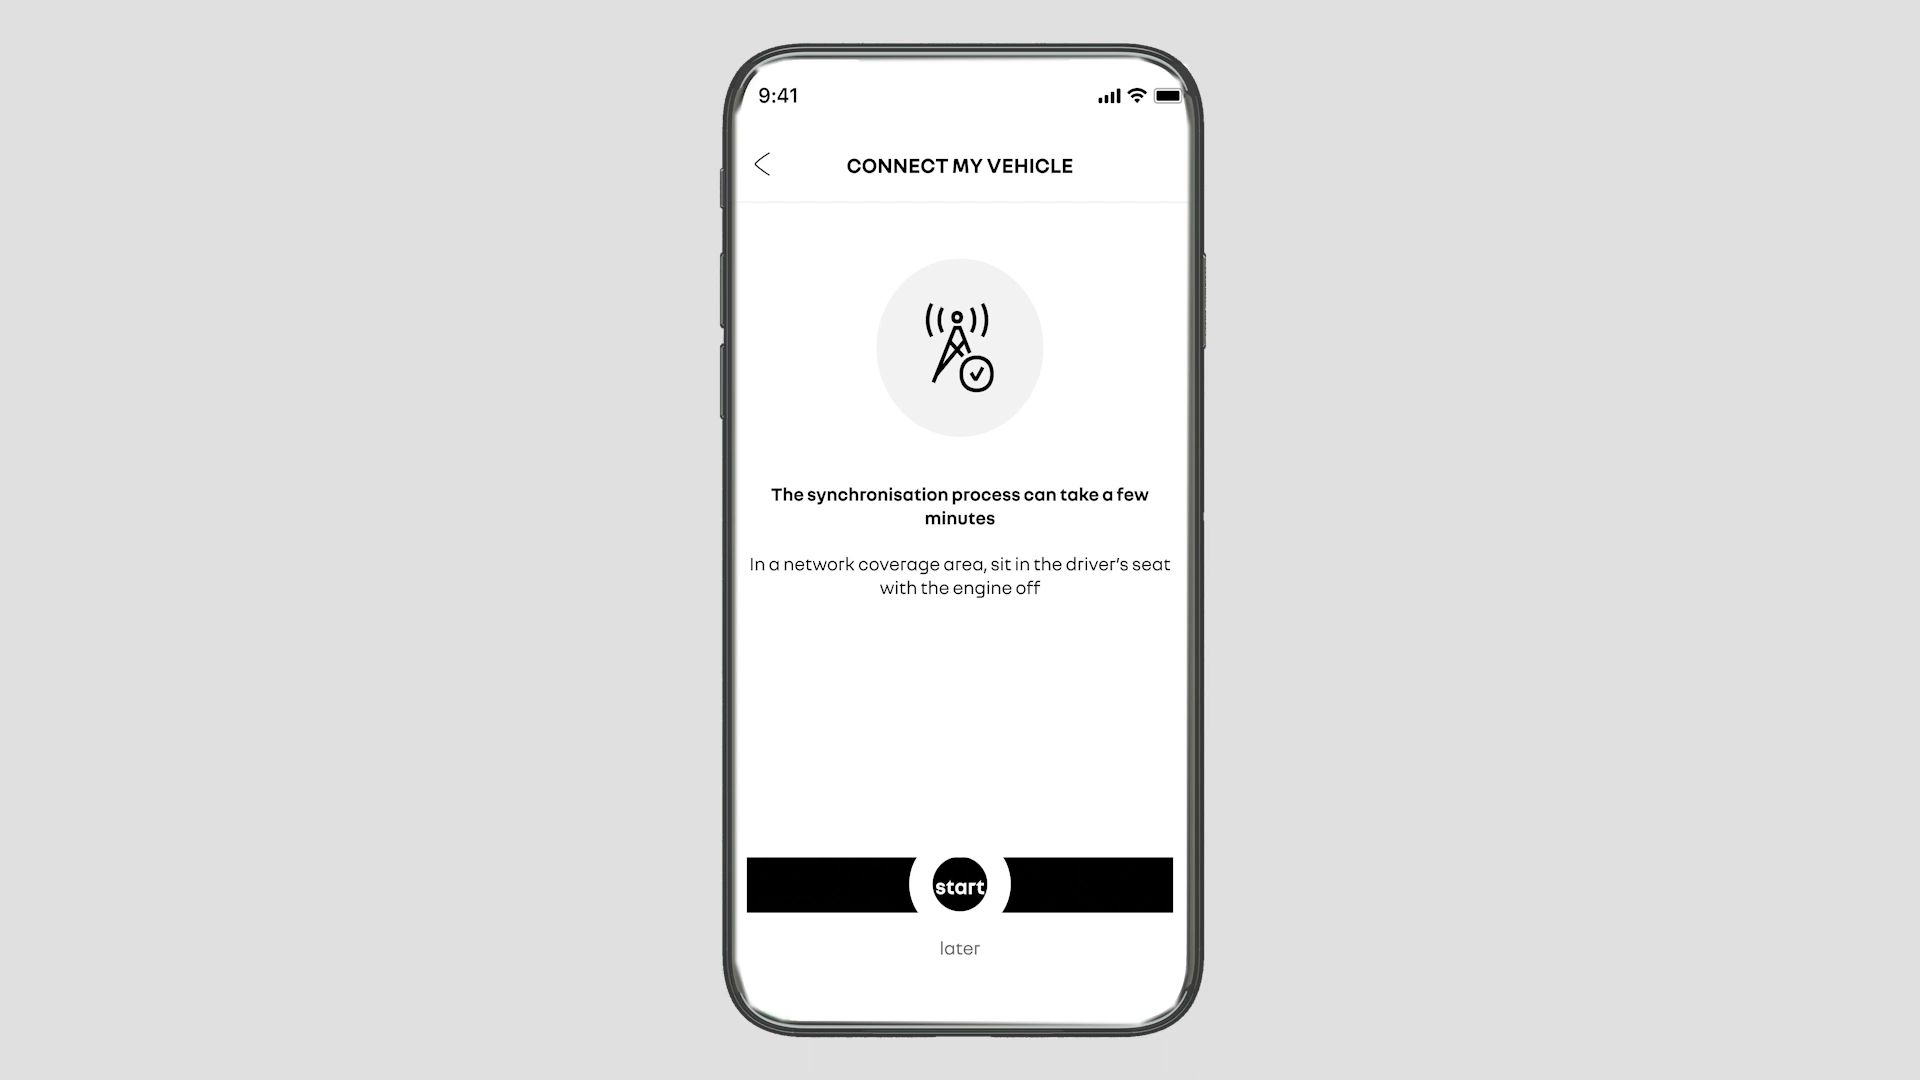 9:41
CONNECT MY VEHICLE
The synchronisation process can take a few
minutes
In a network coverage area, sit in the driver's seat
with the engine off
start
later